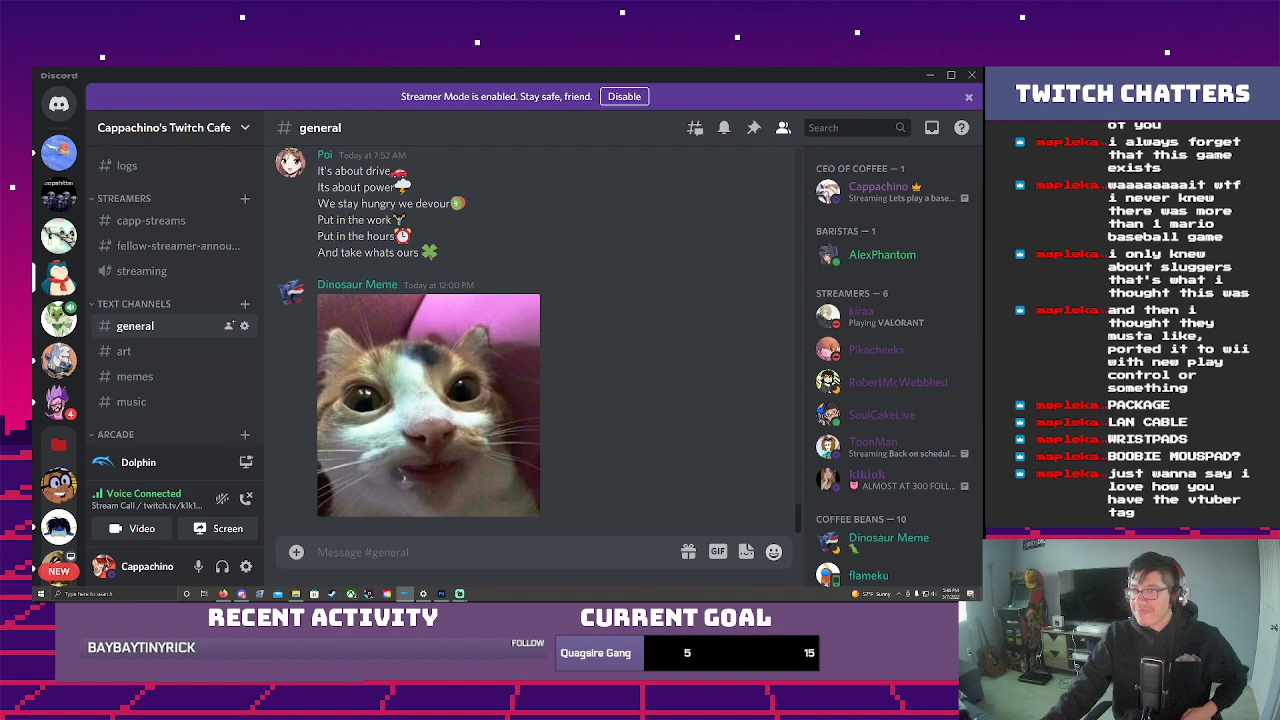 Discord
Streamer Mode is enabled. Stay safe, friend.
Disable
Cappachino's Twitch Cafe
general
Search
logs
STREAMERS
capp-streams
fellow-streamer-annou...
streaming
TEXT CHANNELS
general
art
memes
music
ARCADE
Dolphin
Voice Connected
Video
Screen
Cappachino
4
NEW
Poi Today at 7:52 AM
It's about drive🚗
Its about power🌩
We stay hungry we devour
Put in the work
Put in the hours⏰
And take whats ours 🍀
Dinosaur Meme Today at 12:00 PM
Message #general
GIF
CEO OF COFFEE — 1
Cappachino
Streaming Lets play a base...
BARISTAS — 1
AlexPhantom
STREAMERS — 6
kiraa
Playing VALORANT
Pikacheeks
RobertMcWebbhed
SoulCakeLive
ToonMan
Streaming Back on schedul...
kiklok
ALMOST AT 300 FOLL...
COFFEE BEANS — 10
Dinosaur Meme
flameku
Type here to search
Sunny
TWITCH CHATTERS
of you
mapleka.. i always forget
that this game
exists
mapleka.. waaaaaaaait wtf
i never knew
there was more
than 1 mario
baseball game
mapleka.. i only knew
about sluggers
that's what i
thought this was
mapleka.. and then i
thought they
musta like,
ported it to wii
with new play
control or
something
mapleka.. PACKAGE
mapleka.. LAN CABLE
mapleka.. WRISTPADS
mapleka.. BOOBIE MOUSPAD?
mapleka.. just wanna say i
love how you
have the vtuber
tag
RECENT ACTIVITY
BAYBAYTINYRICK
FOLLOW
CURRENT GOAL
Quagsire Gang
5
15